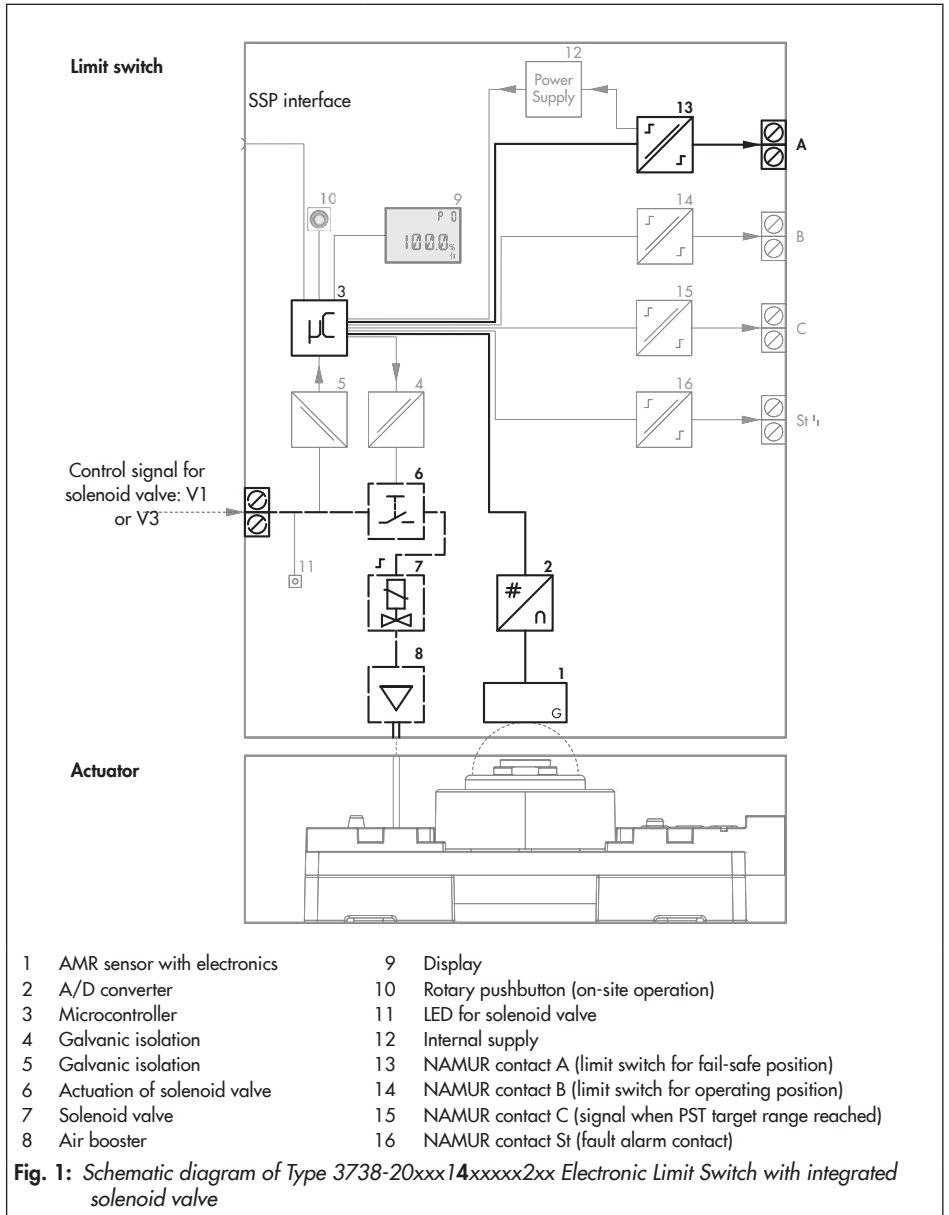 Limit switch
SSP interface
12
Power
Supply
13
A
10
9
P 0
100.0 %
14
B
3
µC
15
C
5
4
16
St
Control signal for
solenoid valve: V1
or V3
6
11
7
2
#
∩
8
1
G
Actuator
1 AMR sensor with electronics
2 A/D converter
3 Microcontroller
4 Galvanic isolation
5 Galvanic isolation
6 Actuation of solenoid valve
7 Solenoid valve
8 Air booster
9 Display
10 Rotary pushbutton (on-site operation)
11 LED for solenoid valve
12 Internal supply
13 NAMUR contact A (limit switch for fail-safe position)
14 NAMUR contact B (limit switch for operating position)
15 NAMUR contact C (signal when PST target range reached)
16 NAMUR contact St (fault alarm contact)
Fig. 1: Schematic diagram of Type 3738-20xxx14xxxxx2xx Electronic Limit Switch with integrated
solenoid valve